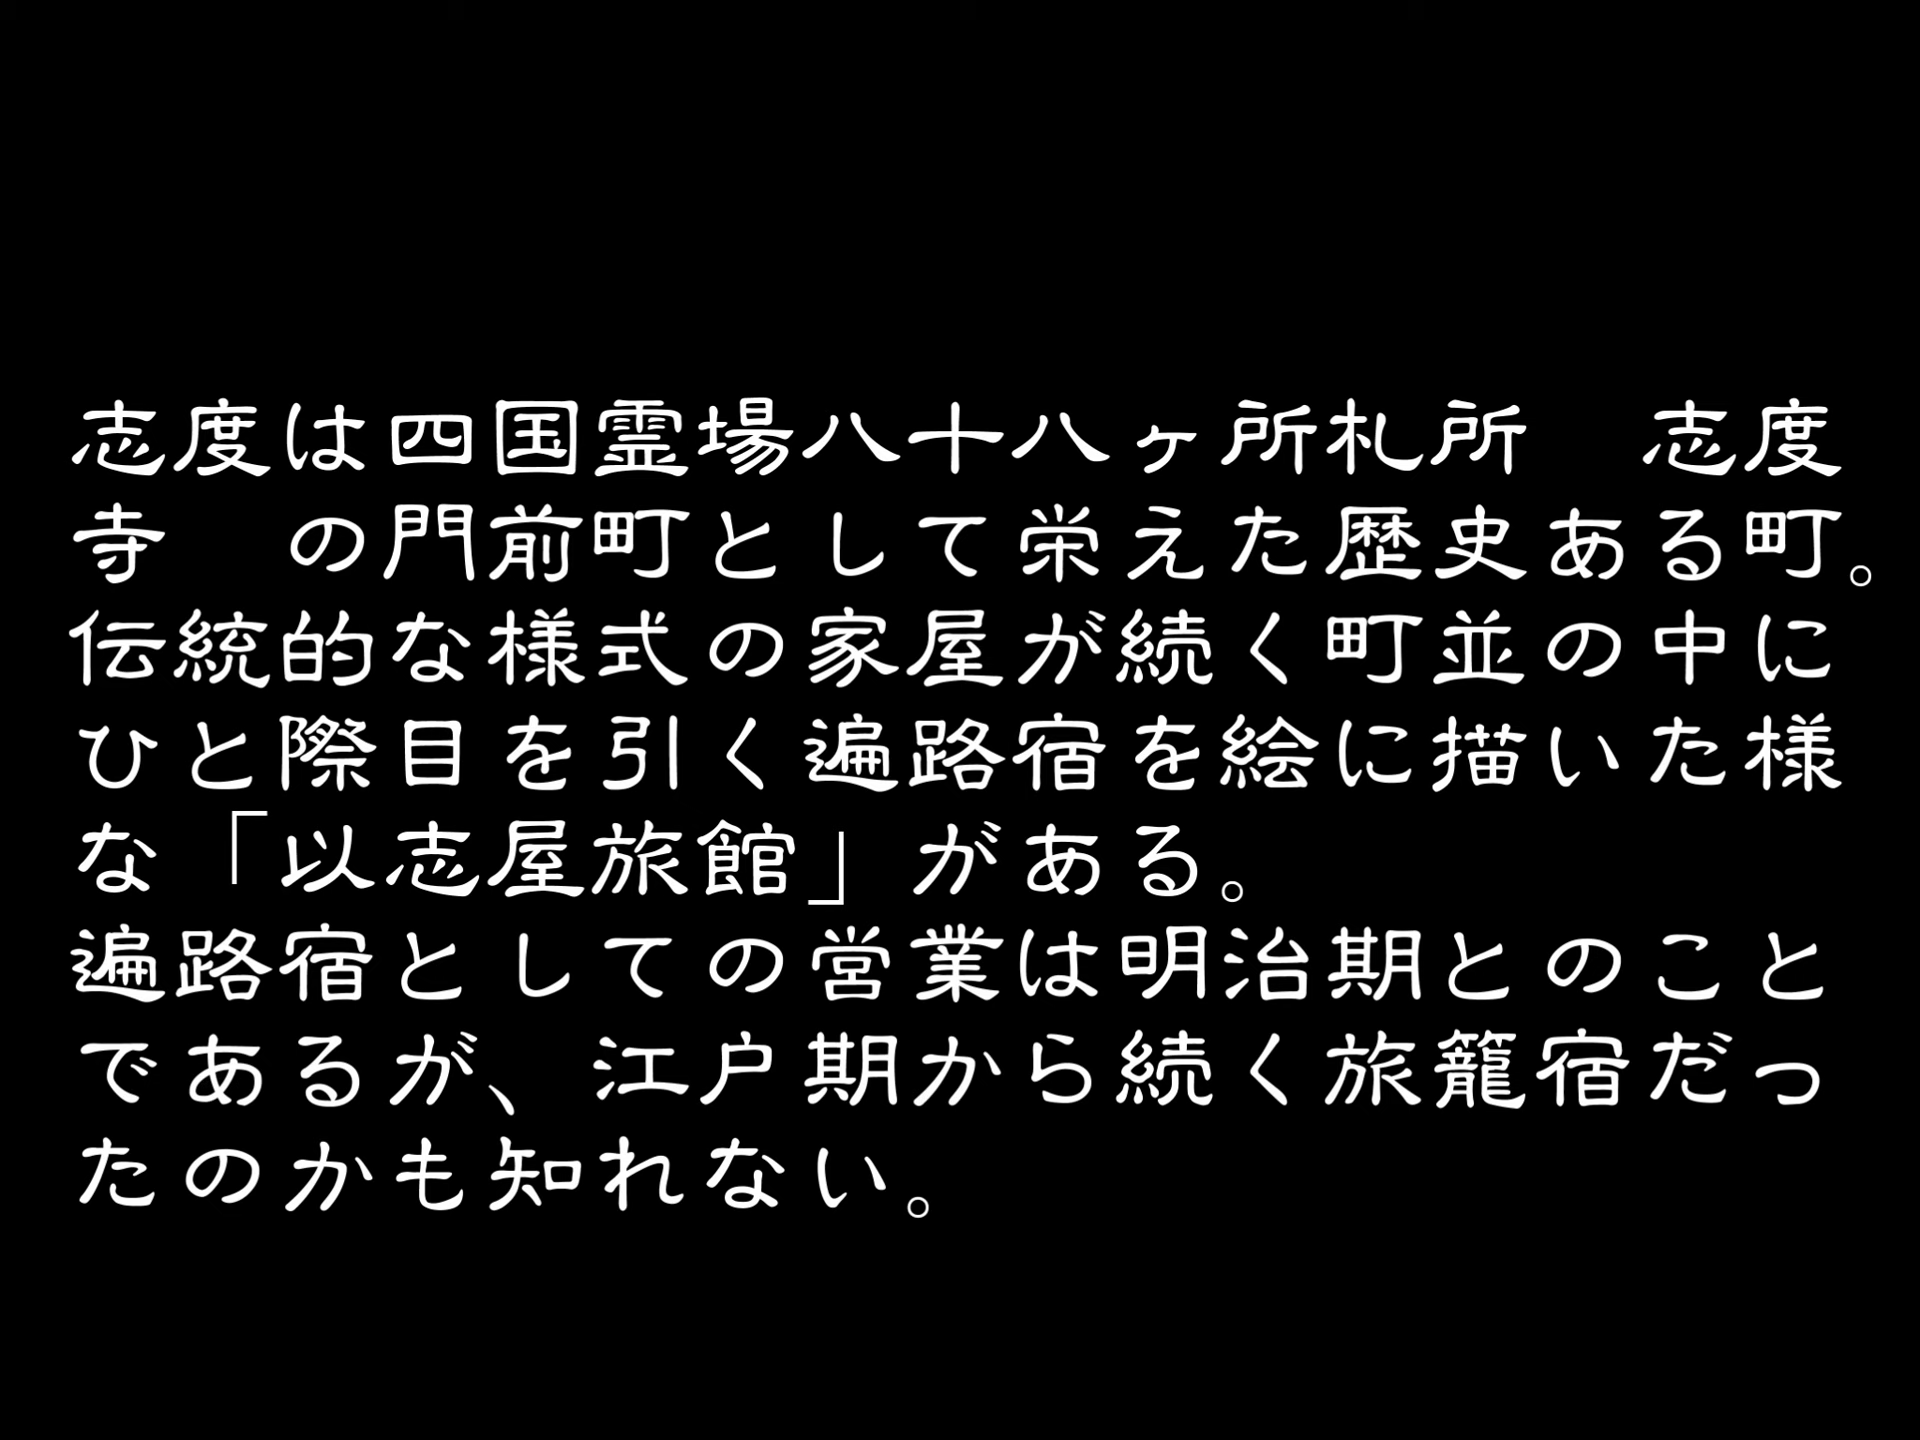 志度は四国霊場八十八ヶ所札所　志度
寺　の門前町として栄えた歴史ある町。
伝統的な様式の家屋が続く町並の中に
ひと際目を引く遍路宿を絵に描いた様
な「以志屋旅館」がある。
遍路宿としての営業は明治期とのこと
であるが、江戸期から続く旅籠宿だっ
たのかも知れない。